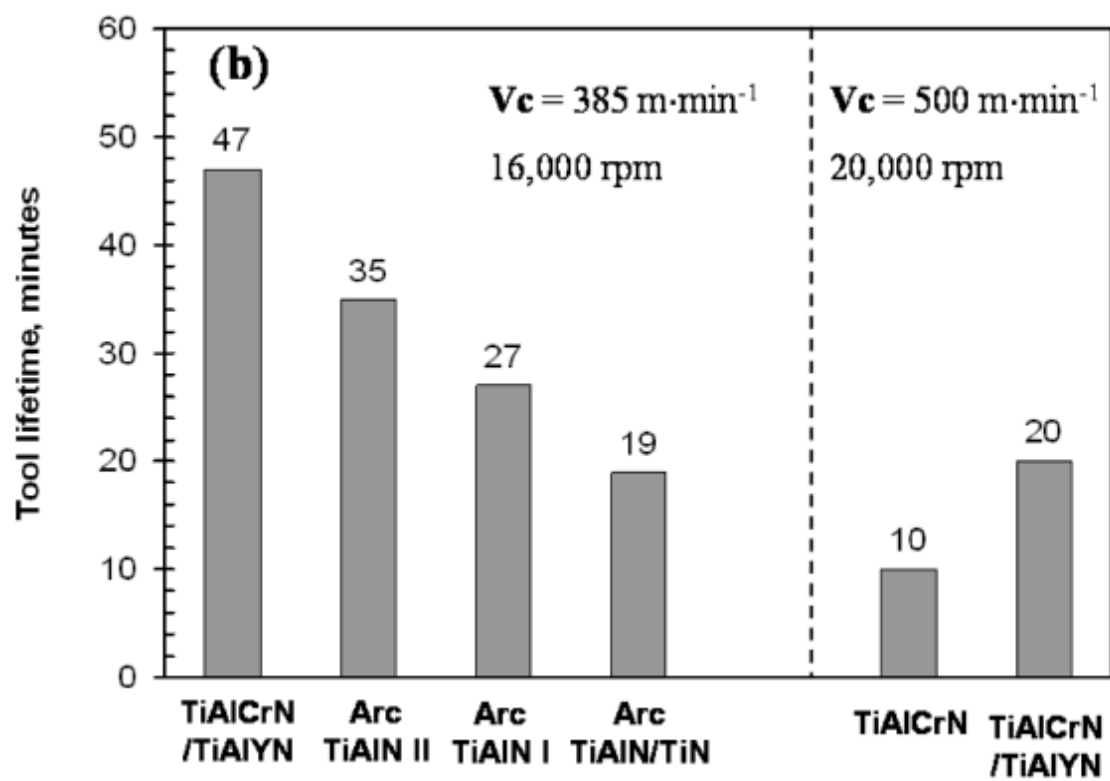 (b)
Vc = 385 m·min⁻¹
16,000 rpm
Vc = 500 m·min⁻¹
20,000 rpm
Tool lifetime, minutes
60
50
40
30
20
10
0
47
35
27
19
10
20
TiAlCrN
/TiAlYN
Arc
TiAlN II
Arc
TiAlN I
Arc
TiAlN/TiN
TiAlCrN
TiAlCrN
/TiAlYN